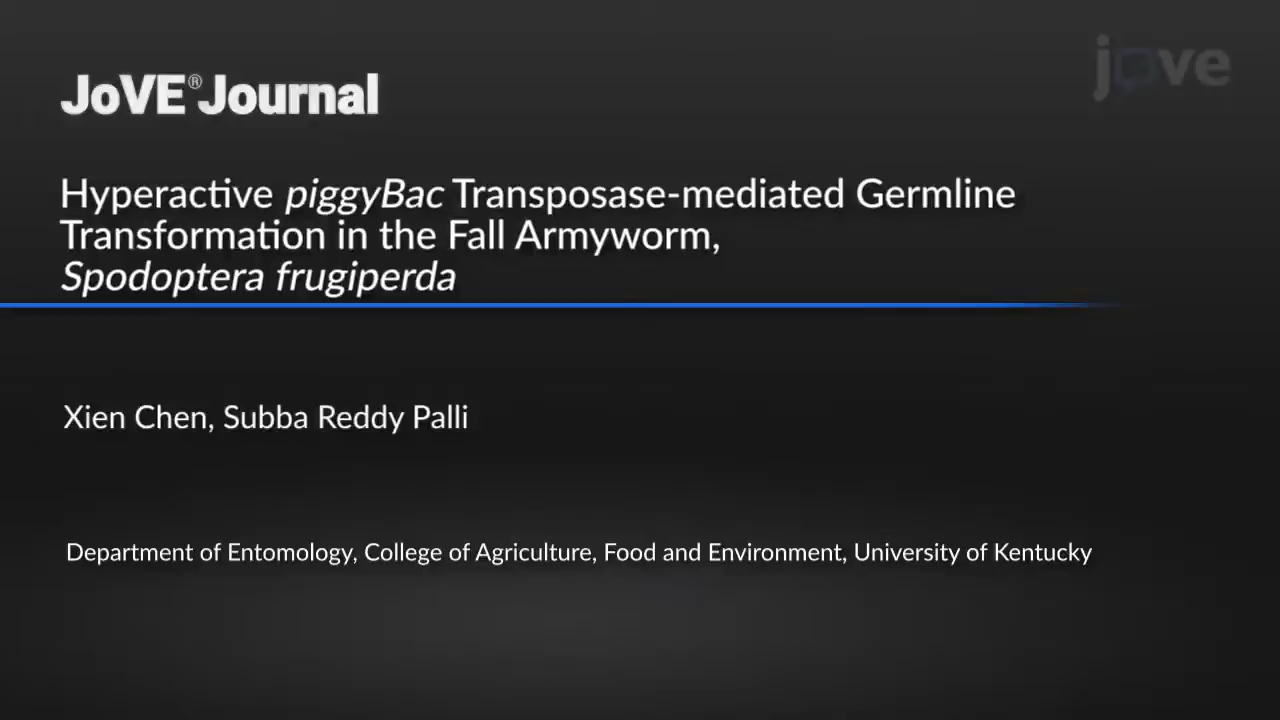 jove
JoVE® Journal
Hyperactive piggyBac Transposase-mediated Germline
Transformation in the Fall Armyworm,
Spodoptera frugiperda
Xien Chen, Subba Reddy Palli
Department of Entomology, College of Agriculture, Food and Environment, University of Kentucky